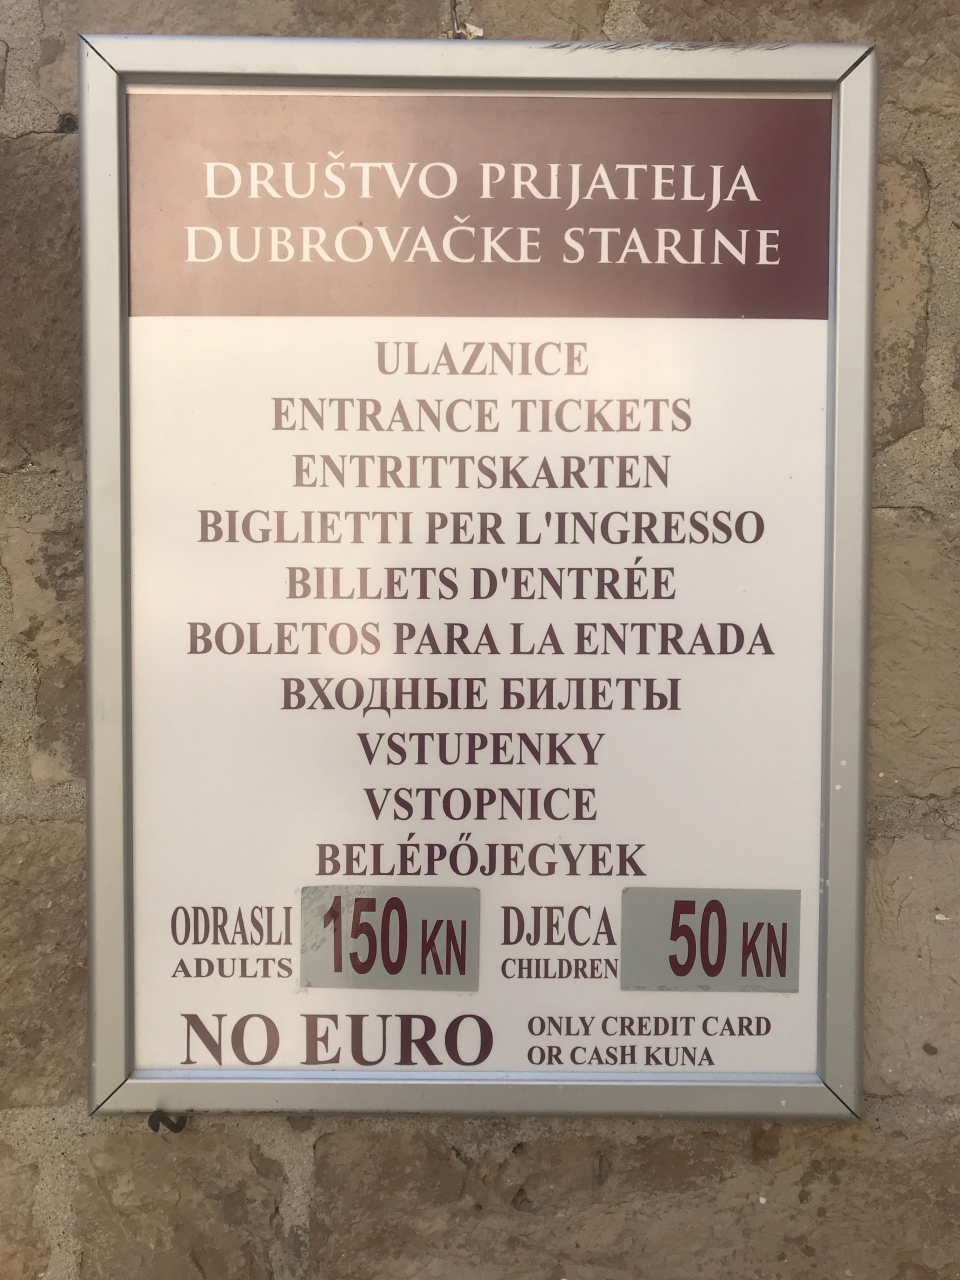 DRUŠTVO PRIJATELJA
DUBROVAČKE STARINE
ULAZNICE
ENTRANCE TICKETS
ENTRITTSKARTEN
BIGLIETTI PER L'INGRESSO
BILLETS D'ENTRÉE
BOLETOS PARA LA ENTRADA
ВХОДНЫЕ БИЛЕТЫ
VSTUPENKY
VSTOPNICE
BELÉPŐJEGYEK
ODRASLI 150 KN DJECA 50 KN
ADULTS CHILDREN
NO EURO ONLY CREDIT CARD
OR CASH KUNA